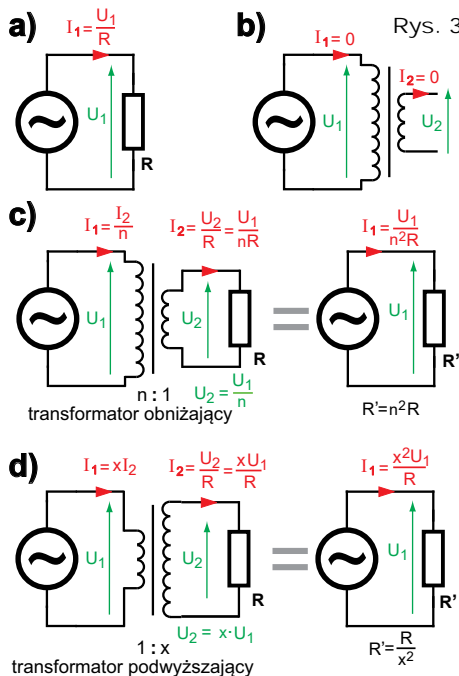 a)
I₁=U₁/R
U₁
R
b)
Rys. 3
I₁=0
I₂=0
U₁
U₂
c)
I₁=I₂/n
I₂=U₂/R=U₁/nR
I₁=U₁/n²R
U₁
U₂
R
=
U₁
R'
n:1
U₂=U₁/n
R'=n²R
transformator obniżający
d)
I₁=xI₂
I₂=U₂/R=xU₁/R
I₁=x²U₁/R
U₁
U₂
R
=
U₁
R'
1:x
U₂=x·U₁
R'=R/x²
transformator podwyższający